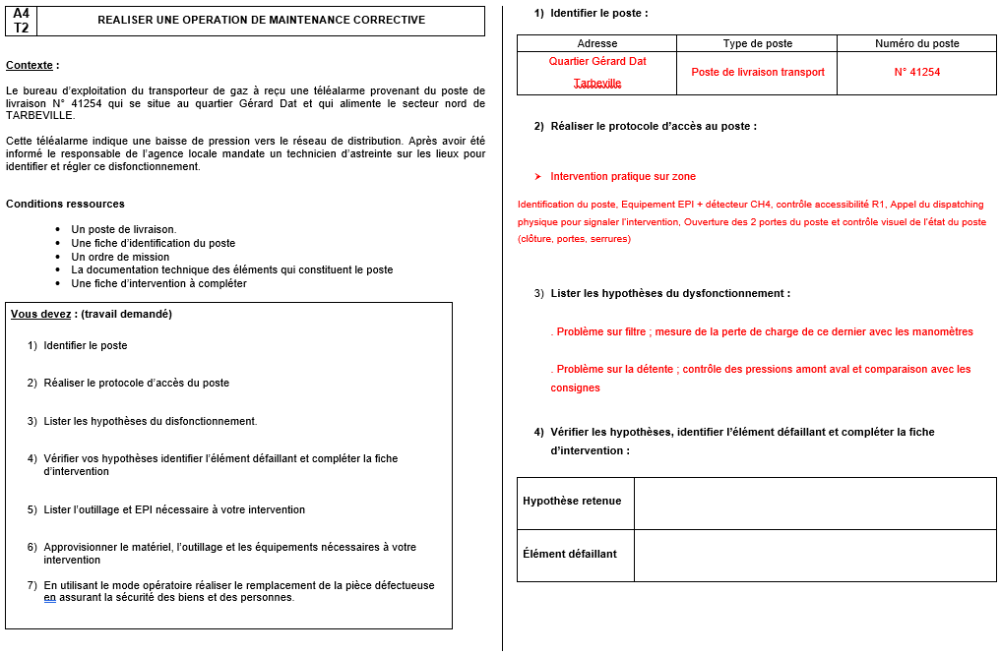 A4
T2
REALISER UNE OPERATION DE MAINTENANCE CORRECTIVE
Contexte :
Le bureau d'exploitation du transporteur de gaz à reçu une téléalarme provenant du poste de
livraison N° 41254 qui se situe au quartier Gérard Dat et qui alimente le secteur nord de
TARBEVILLE.
Cette téléalarme indique une baisse de pression vers le réseau de distribution. Après avoir été
informé le responsable de l'agence locale mandate un technicien d'astreinte sur les lieux pour
identifier et régler ce disfonctionnement.
Conditions ressources
• Un poste de livraison.
• Une fiche d'identification du poste
• Un ordre de mission
• La documentation technique des éléments qui constituent le poste
• Une fiche d'intervention à compléter
Vous devez : (travail demandé)
1) Identifier le poste
2) Réaliser le protocole d'accès du poste
3) Lister les hypothèses du disfonctionnement.
4) Vérifier vos hypothèses identifier l'élément défaillant et compléter la fiche
d'intervention
5) Lister l'outillage et EPI nécessaire à votre intervention
6) Approvisionner le matériel, l'outillage et les équipements nécessaires à votre
intervention
7) En utilisant le mode opératoire réaliser le remplacement de la pièce défectueuse
en assurant la sécurité des biens et des personnes.
1) Identifier le poste :
Adresse Type de poste Numéro du poste
Quartier Gérard Dat
Tarbeville
Poste de livraison transport
N° 41254
2) Réaliser le protocole d'accès au poste :
➢ Intervention pratique sur zone
Identification du poste, Equipement EPI + détecteur CH4, contrôle accessibilité R1, Appel du dispatching
physique pour signaler l'intervention, Ouverture des 2 portes du poste et contrôle visuel de l'état du poste
(clôture, portes, serrures)
3) Lister les hypothèses du dysfonctionnement :
. Problème sur filtre ; mesure de la perte de charge de ce dernier avec les manomètres
. Problème sur la détente ; contrôle des pressions amont aval et comparaison avec les
consignes
4) Vérifier les hypothèses, identifier l'élément défaillant et compléter la fiche
d'intervention :
Hypothèse retenue
Élément défaillant